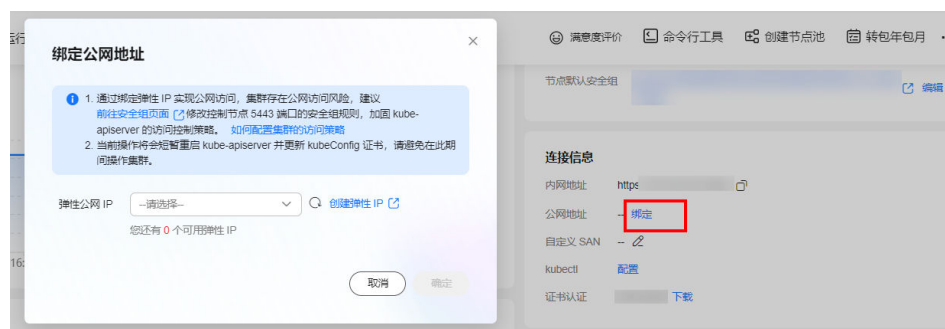 运行
绑定公网地址
满意度评价
命令行工具
创建节点池
转包年包月
1. 通过绑定弹性 IP 实现公网访问，集群存在公网访问风险，建议
前往安全组页面 修改控制节点 5443 端口的安全组规则，加固 kube-
apiserver 的访问控制策略。 如何配置集群的访问策略
2. 当前操作将会短暂重启 kube-apiserver 并更新 kubeConfig 证书，请避免在此期
间操作集群。
弹性公网 IP
--请选择--
创建弹性 IP
您还有 0 个可用弹性 IP
16:
取消
确定
节点默认安全组
编辑
连接信息
内网地址 https
公网地址 -- 绑定
自定义 SAN --
kubectl 配置
证书认证 下载